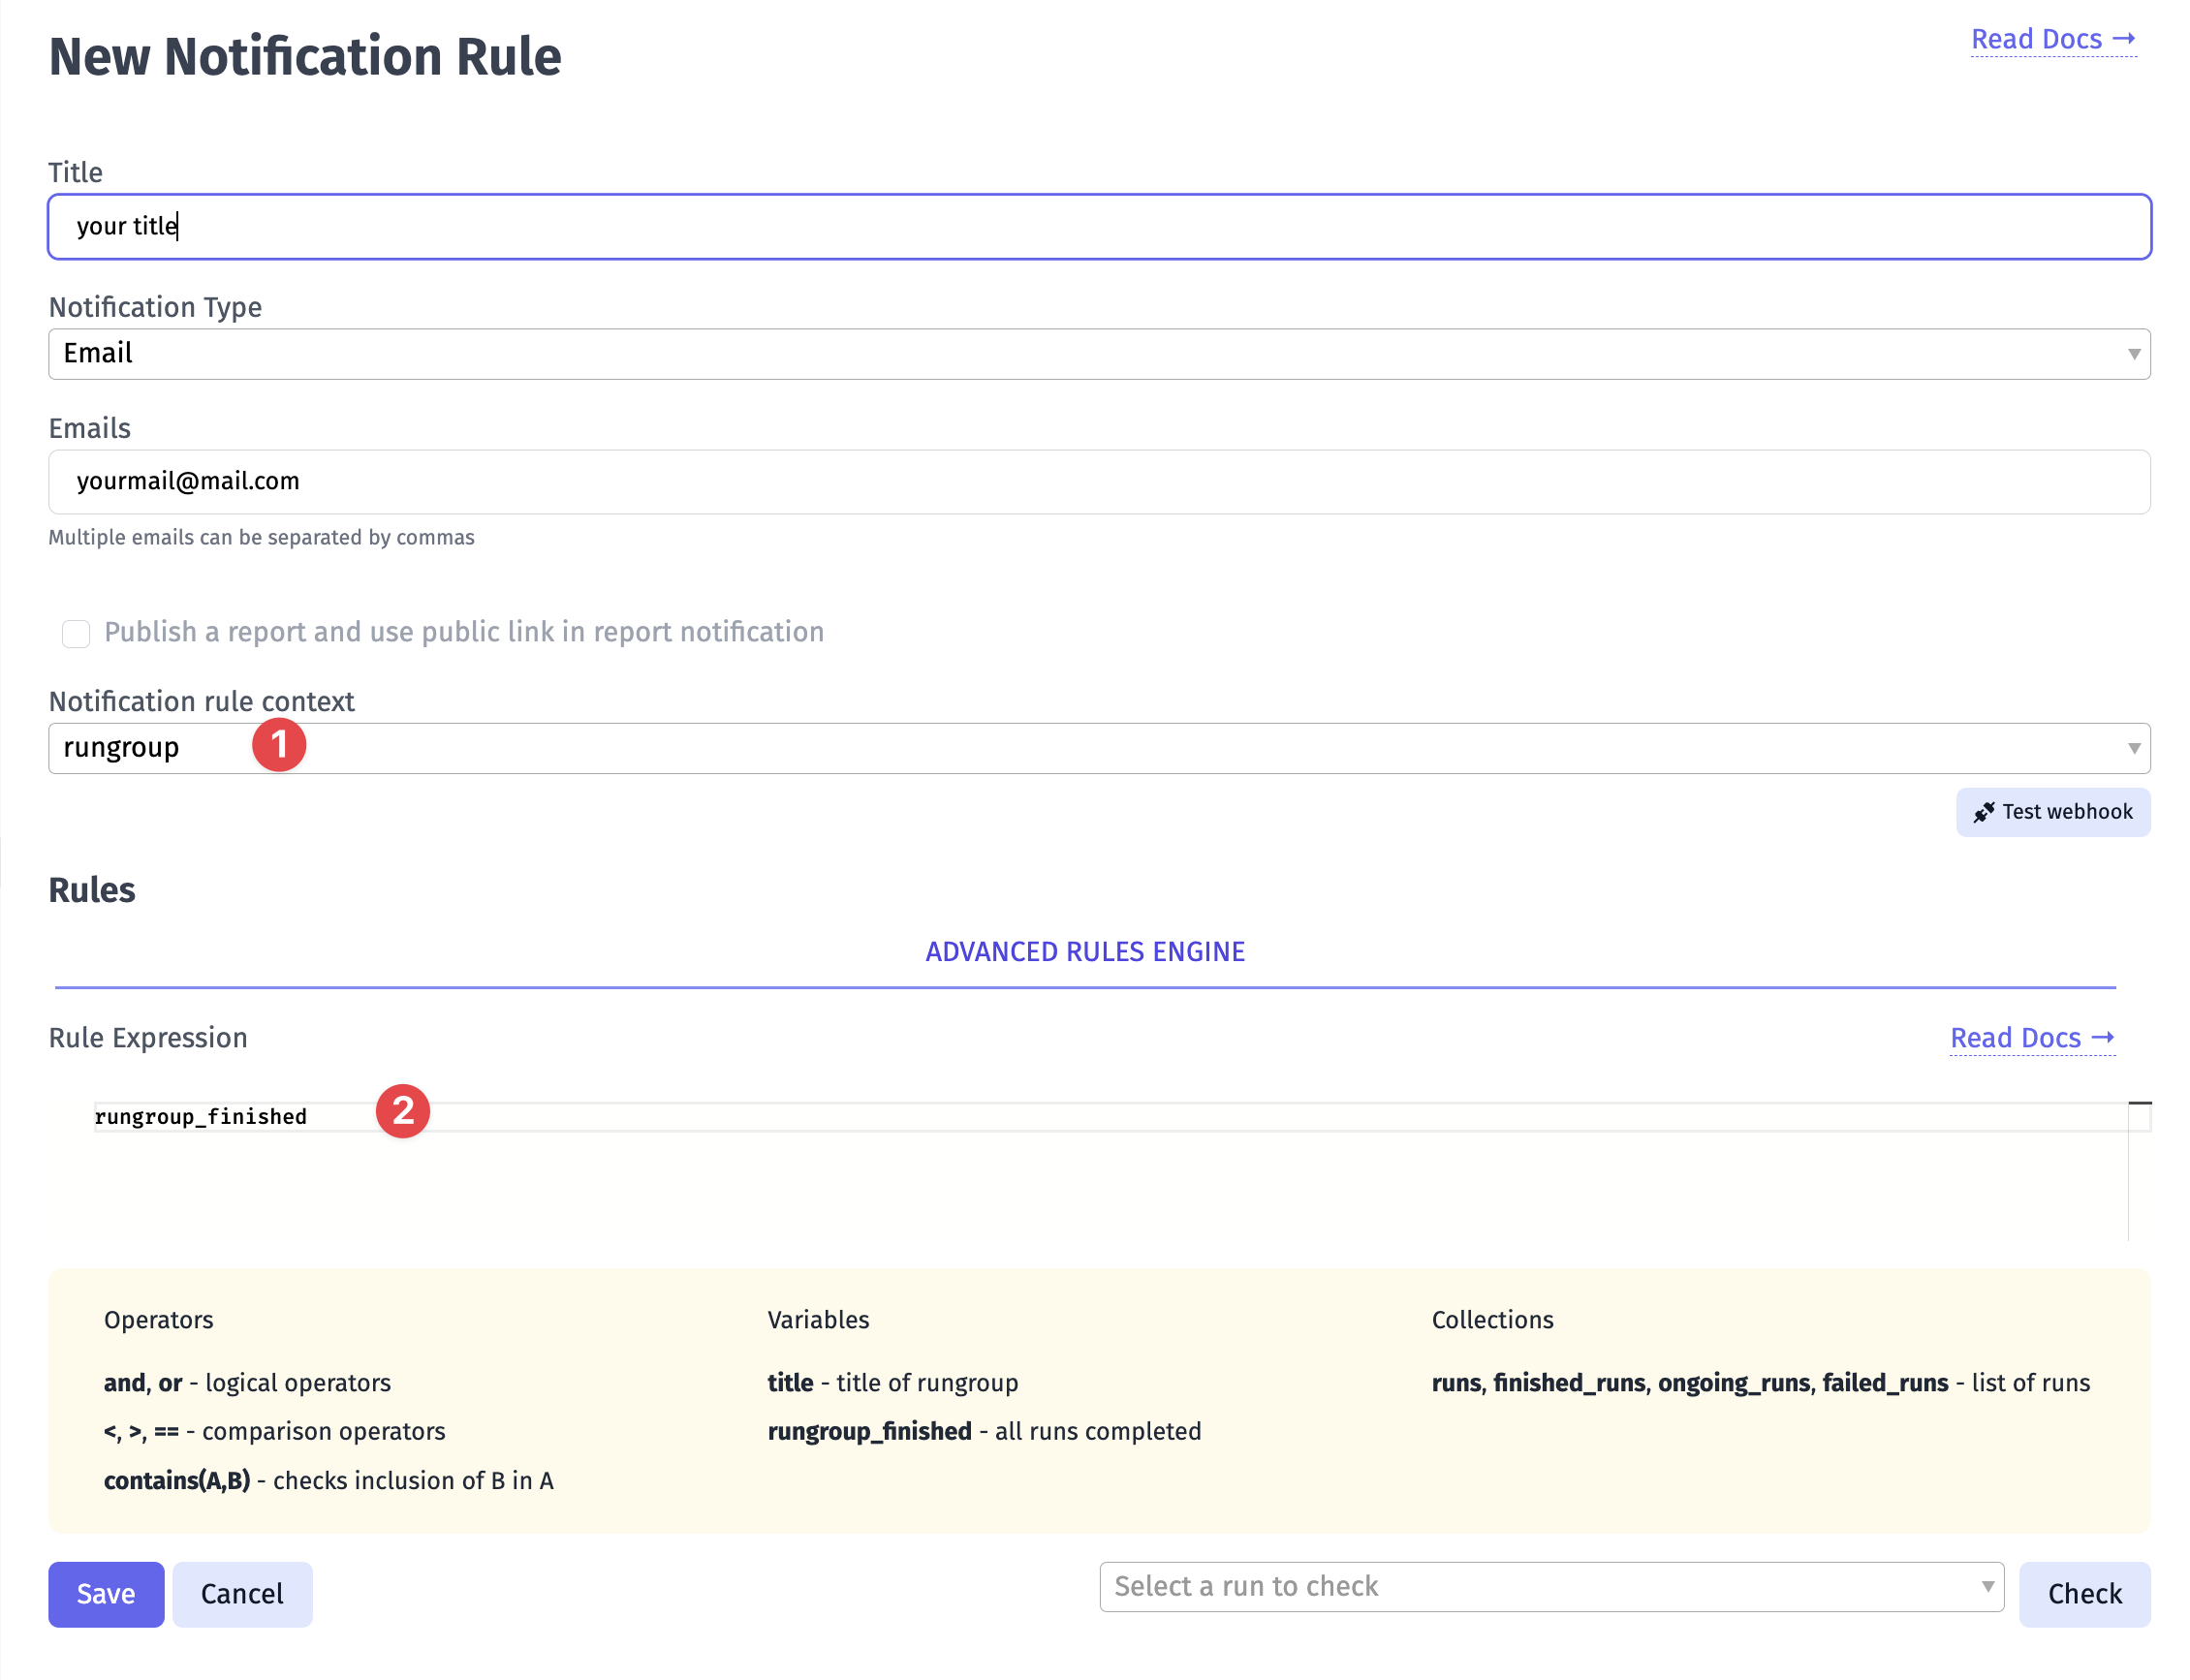 New Notification Rule
Read Docs →
Title
your title
Notification Type
Email
Emails
yourmail@mail.com
Multiple emails can be separated by commas
Publish a report and use public link in report notification
Notification rule context
rungroup
1
Test webhook
Rules
ADVANCED RULES ENGINE
Rule Expression
Read Docs →
rungroup_finished
2
Operators
and, or - logical operators
<, >, == - comparison operators
contains(A,B) - checks inclusion of B in A
Variables
title - title of rungroup
rungroup_finished - all runs completed
Collections
runs, finished_runs, ongoing_runs, failed_runs - list of runs
Save
Cancel
Select a run to check
Check